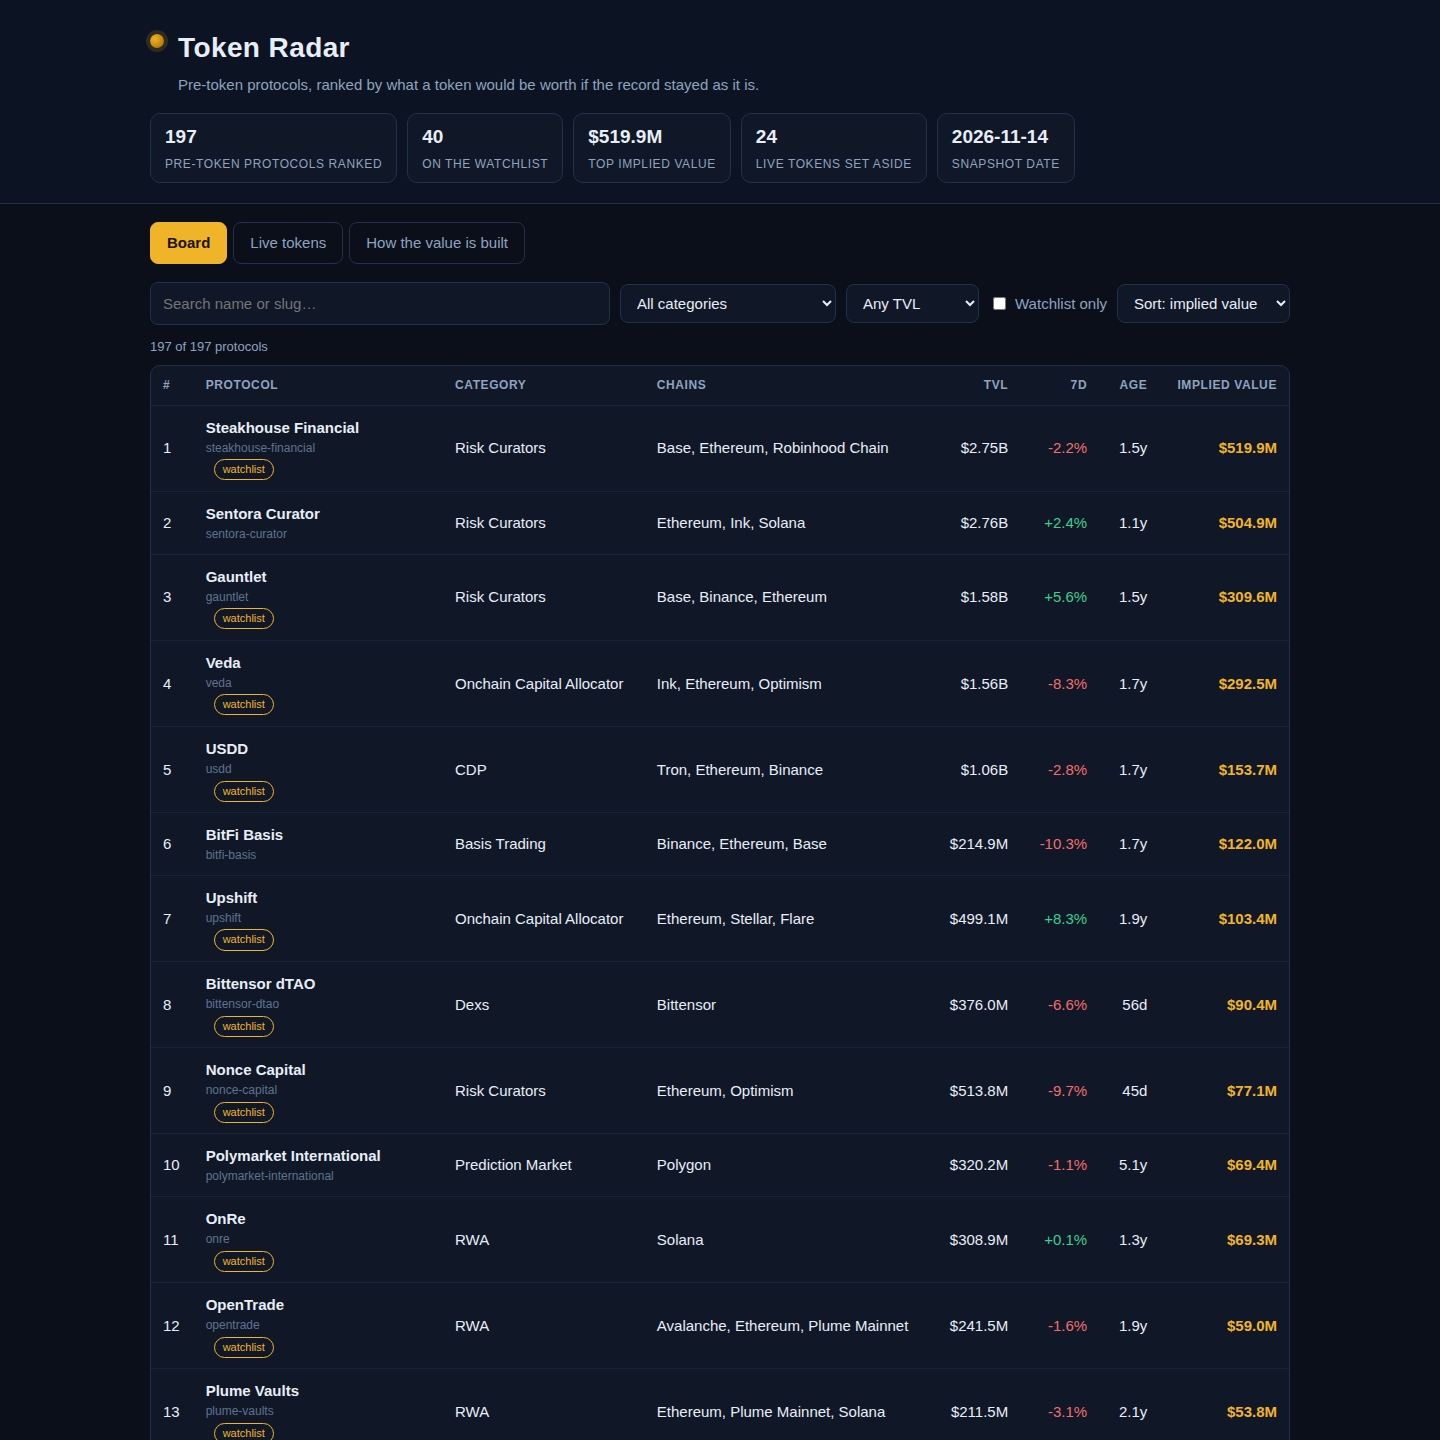 Token Radar
Pre-token protocols, ranked by what a token would be worth if the record stayed as it is.
197
PRE-TOKEN PROTOCOLS RANKED
40
ON THE WATCHLIST
$519.9M
TOP IMPLIED VALUE
24
LIVE TOKENS SET ASIDE
2026-11-14
SNAPSHOT DATE
Board
Live tokens
How the value is built
Search name or slug…
All categories
Any TVL
Watchlist only
Sort: implied value
197 of 197 protocols
# PROTOCOL CATEGORY CHAINS TVL 7D AGE IMPLIED VALUE
Steakhouse Financial
steakhouse-financial
1 Risk Curators Base, Ethereum, Robinhood Chain $2.75B -2.2% 1.5y $519.9M
watchlist
Sentora Curator
2 Risk Curators Ethereum, Ink, Solana $2.76B +2.4% 1.1y $504.9M
sentora-curator
Gauntlet
gauntlet
3 Risk Curators Base, Binance, Ethereum $1.58B +5.6% 1.5y $309.6M
watchlist
Veda
veda
4 Onchain Capital Allocator Ink, Ethereum, Optimism $1.56B -8.3% 1.7y $292.5M
watchlist
USDD
usdd
5 CDP Tron, Ethereum, Binance $1.06B -2.8% 1.7y $153.7M
watchlist
BitFi Basis
6 Basis Trading Binance, Ethereum, Base $214.9M -10.3% 1.7y $122.0M
bitfi-basis
Upshift
upshift
7 Onchain Capital Allocator Ethereum, Stellar, Flare $499.1M +8.3% 1.9y $103.4M
watchlist
Bittensor dTAO
bittensor-dtao
8 Dexs Bittensor $376.0M -6.6% 56d $90.4M
watchlist
Nonce Capital
nonce-capital
9 Risk Curators Ethereum, Optimism $513.8M -9.7% 45d $77.1M
watchlist
Polymarket International
10 Prediction Market Polygon $320.2M -1.1% 5.1y $69.4M
polymarket-international
OnRe
onre
11 RWA Solana $308.9M +0.1% 1.3y $69.3M
watchlist
OpenTrade
opentrade
12 RWA Avalanche, Ethereum, Plume Mainnet $241.5M -1.6% 1.9y $59.0M
watchlist
Plume Vaults
plume-vaults
13 RWA Ethereum, Plume Mainnet, Solana $211.5M -3.1% 2.1y $53.8M
watchlist